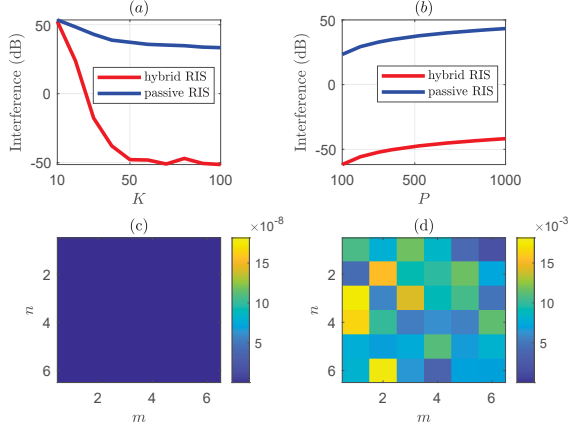 (a)
Interference (dB)
50
0
-50
hybrid RIS
passive RIS
10
50
100
K
(b)
Interference (dB)
50
0
-50
hybrid RIS
passive RIS
100
500
1000
P
(c)
×10-8
n
2
4
6
2
4
6
m
15
10
5
(d)
×10-3
n
2
4
6
2
4
6
m
15
10
5